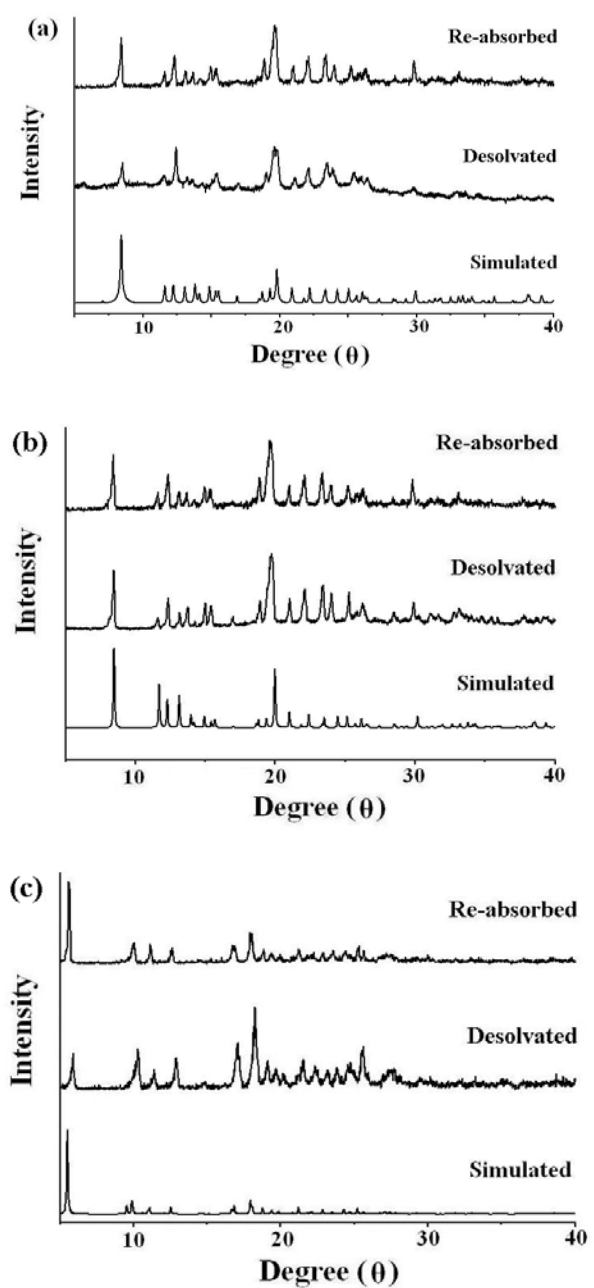 (a)
Re-absorbed
Desolvated
Simulated
Intensity
10 20 30 40
Degree (θ)
(b)
Re-absorbed
Desolvated
Simulated
Intensity
10 20 30 40
Degree (θ)
(c)
Re-absorbed
Desolvated
Simulated
Intensity
10 20 30 40
Degree (θ)